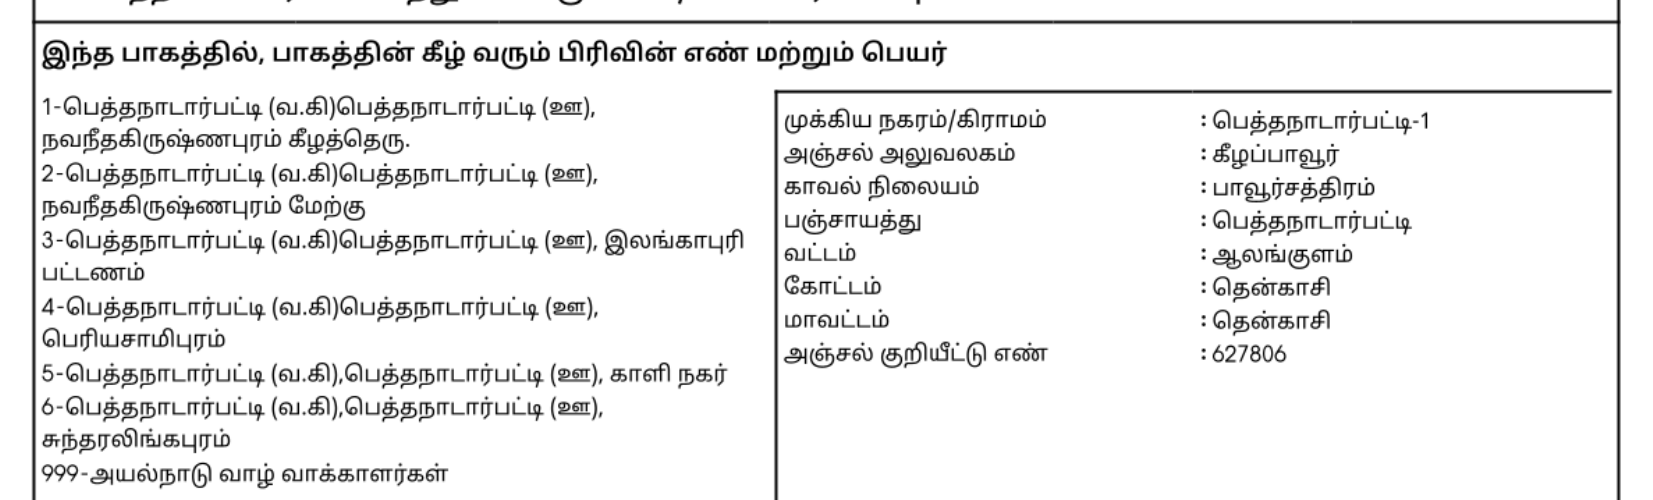 இந்த பாகத்தில், பாகத்தின் கீழ் வரும் பிரிவின் எண் மற்றும் பெயர்
1-பெத்தநாடார்பட்டி (வ.கி)பெத்தநாடார்பட்டி (ஊ),
நவநீதகிருஷ்ணபுரம் கீழத்தெரு.
2-பெத்தநாடார்பட்டி (வ.கி)பெத்தநாடார்பட்டி (ஊ),
நவநீதகிருஷ்ணபுரம் மேற்கு
3-பெத்தநாடார்பட்டி (வ.கி)பெத்தநாடார்பட்டி (ஊ), இலங்காபுரி
பட்டணம்
4-பெத்தநாடார்பட்டி (வ.கி)பெத்தநாடார்பட்டி (ஊ),
பெரியசாமிபுரம்
5-பெத்தநாடார்பட்டி (வ.கி),பெத்தநாடார்பட்டி (ஊ), காளி நகர்
6-பெத்தநாடார்பட்டி (வ.கி),பெத்தநாடார்பட்டி (ஊ),
சுந்தரலிங்கபுரம்
999-அயல்நாடு வாழ் வாக்காளர்கள்
முக்கிய நகரம்/கிராமம் : பெத்தநாடார்பட்டி-1
அஞ்சல் அலுவலகம் : கீழப்பாவூர்
காவல் நிலையம் : பாவூர்சத்திரம்
பஞ்சாயத்து : பெத்தநாடார்பட்டி
வட்டம் : ஆலங்குளம்
கோட்டம் : தென்காசி
மாவட்டம் : தென்காசி
அஞ்சல் குறியீட்டு எண் : 627806